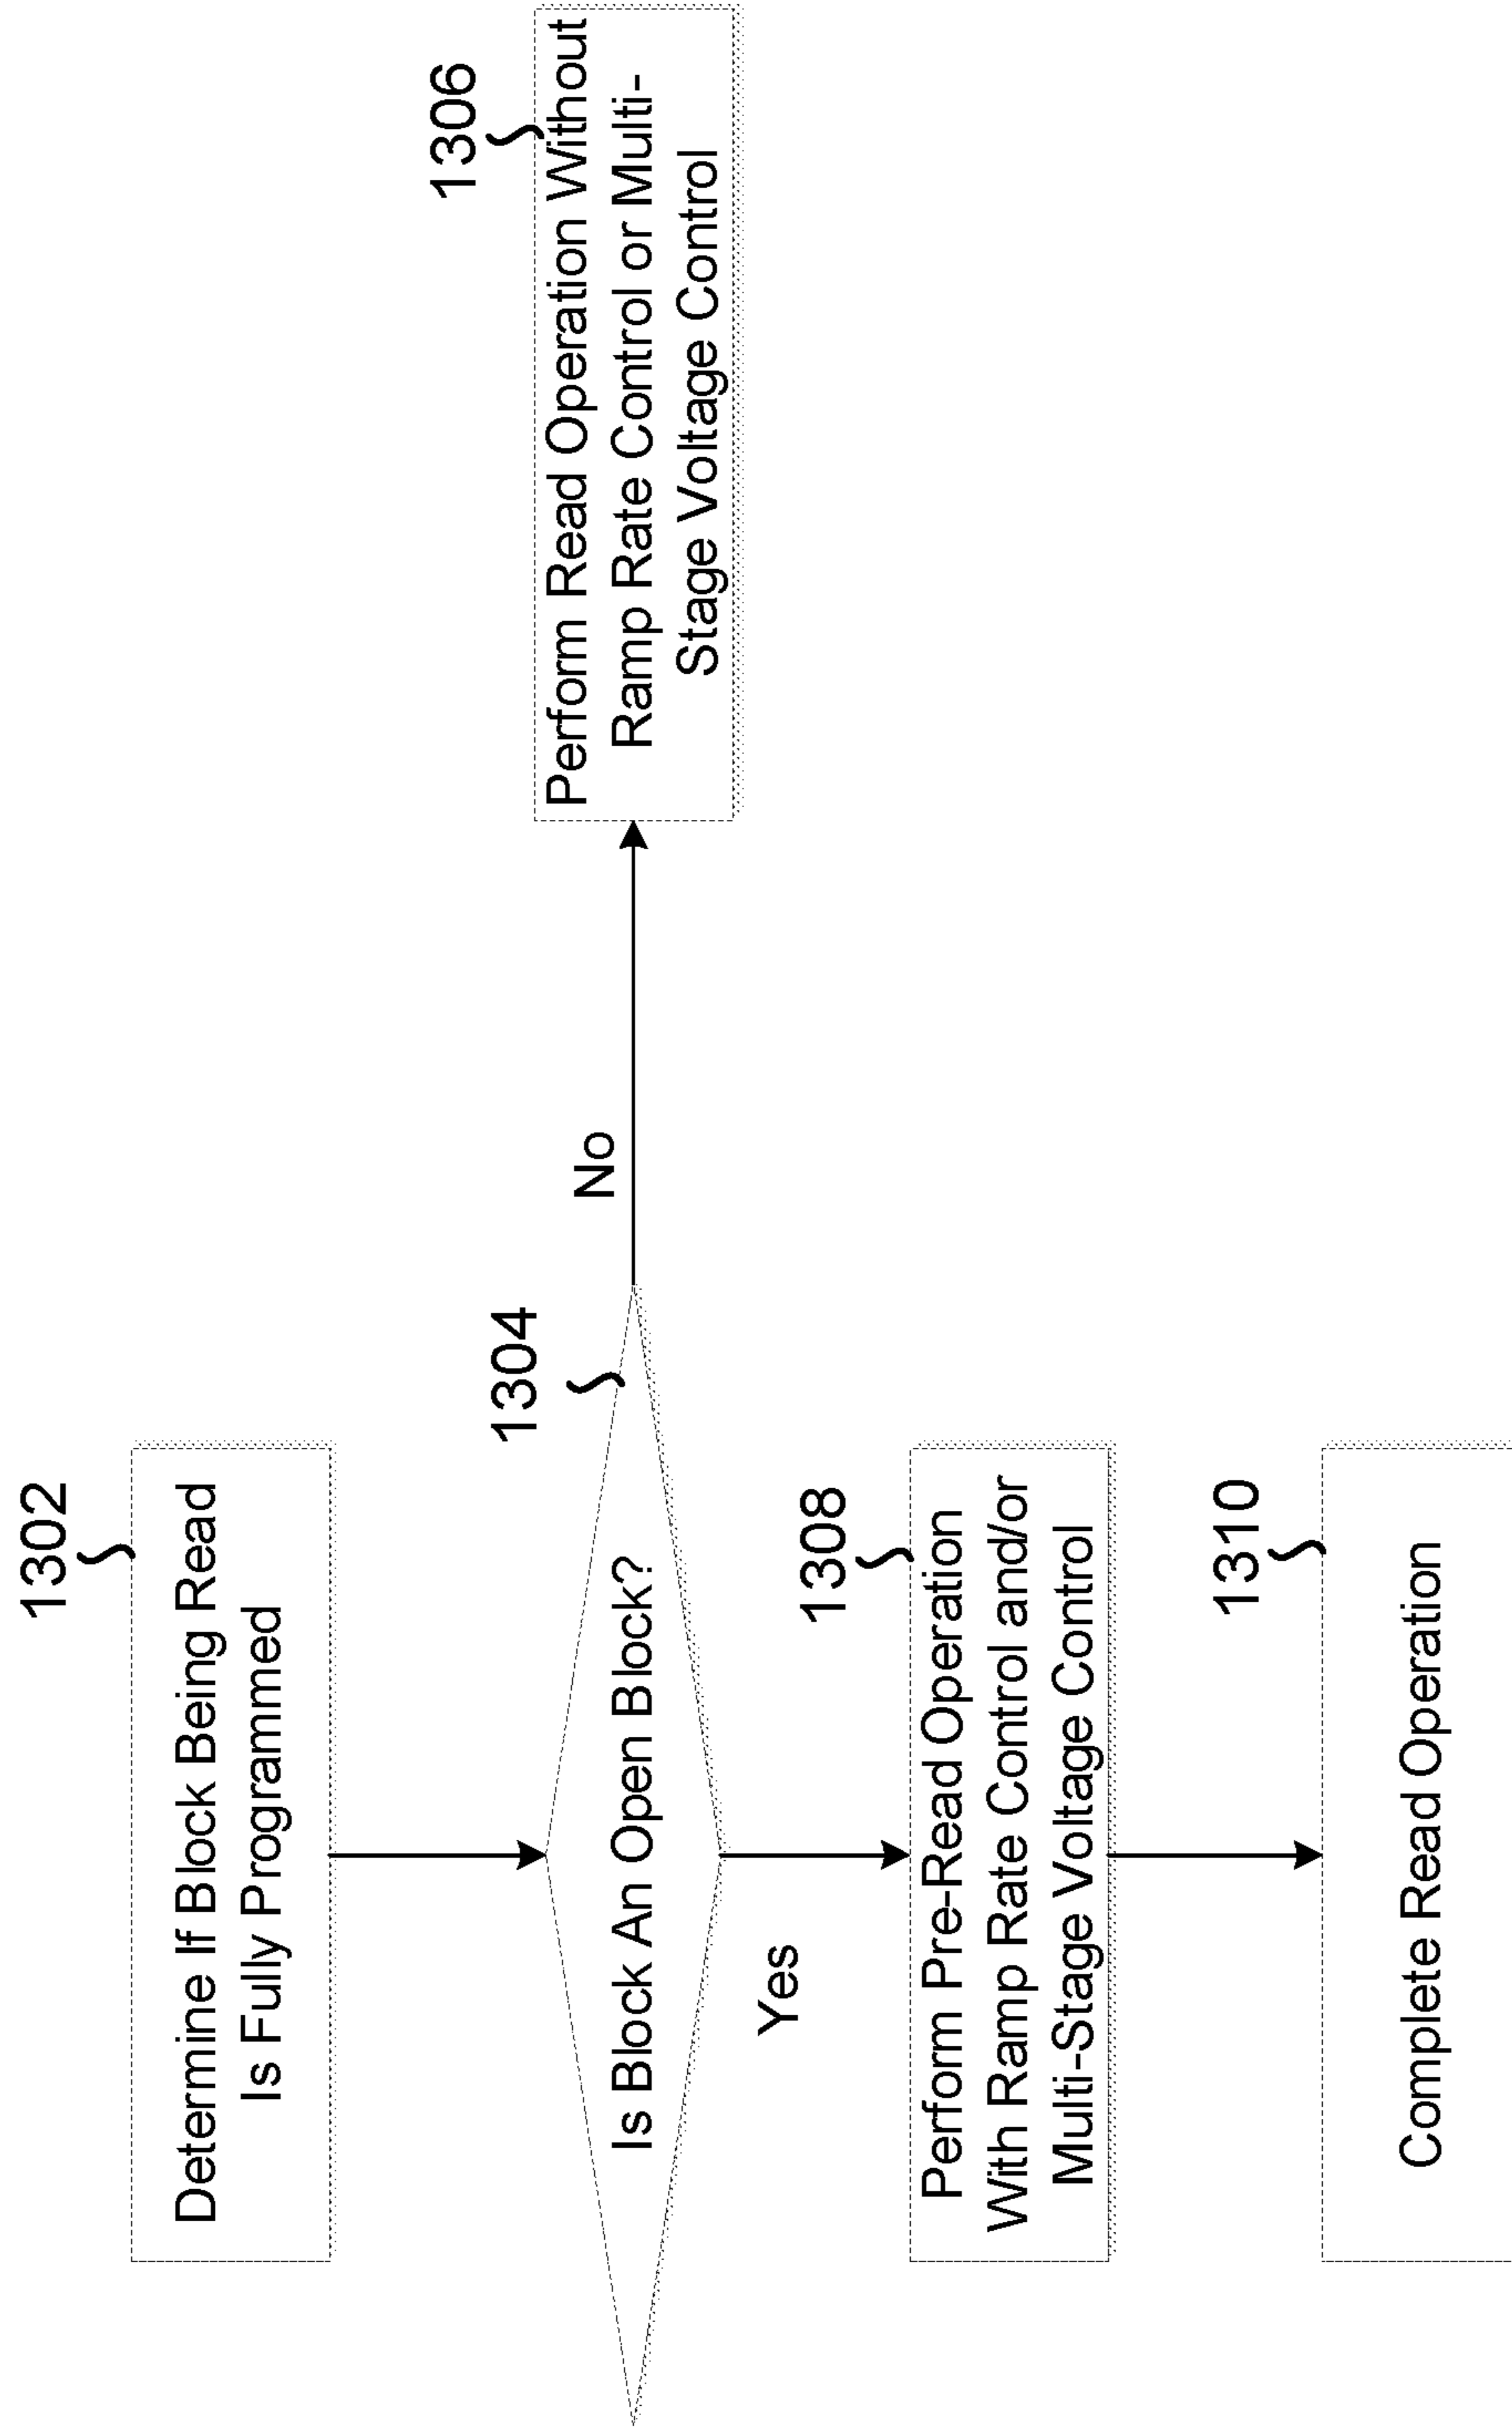 1302
Determine If Block Being Read
Is Fully Programmed
1304
Is Block An Open Block?
No
1306
Perform Read Operation Without
Ramp Rate Control or Multi-
Stage Voltage Control
Yes
1308
Perform Pre-Read Operation
With Ramp Rate Control and/or
Multi-Stage Voltage Control
1310
Complete Read Operation